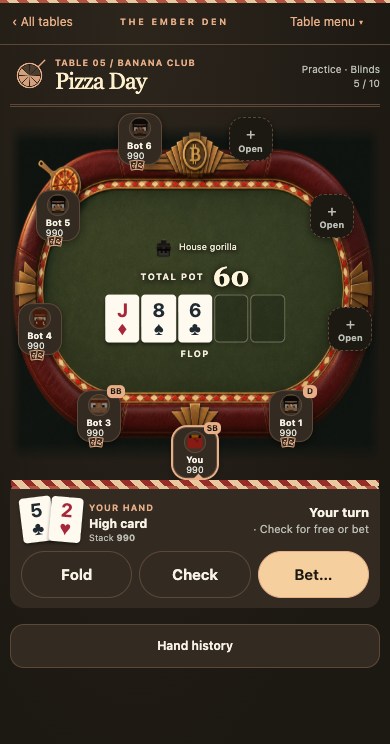 ‹ All tables
THE EMBER DEN
Table menu ▾
TABLE 05 / BANANA CLUB
Pizza Day
Practice · Blinds
5 / 10
Bot 6
990
+
Open
Bot 5
990
+
Open
House gorilla
TOTAL POT 60
J♦ 8♠ 6♣
FLOP
Bot 4
990
+
Open
BB
Bot 3
990
SB
You
990
D
Bot 1
990
5♣ 2♥
YOUR HAND
High card
Stack 990
Your turn
· Check for free or bet
Fold
Check
Bet...
Hand history